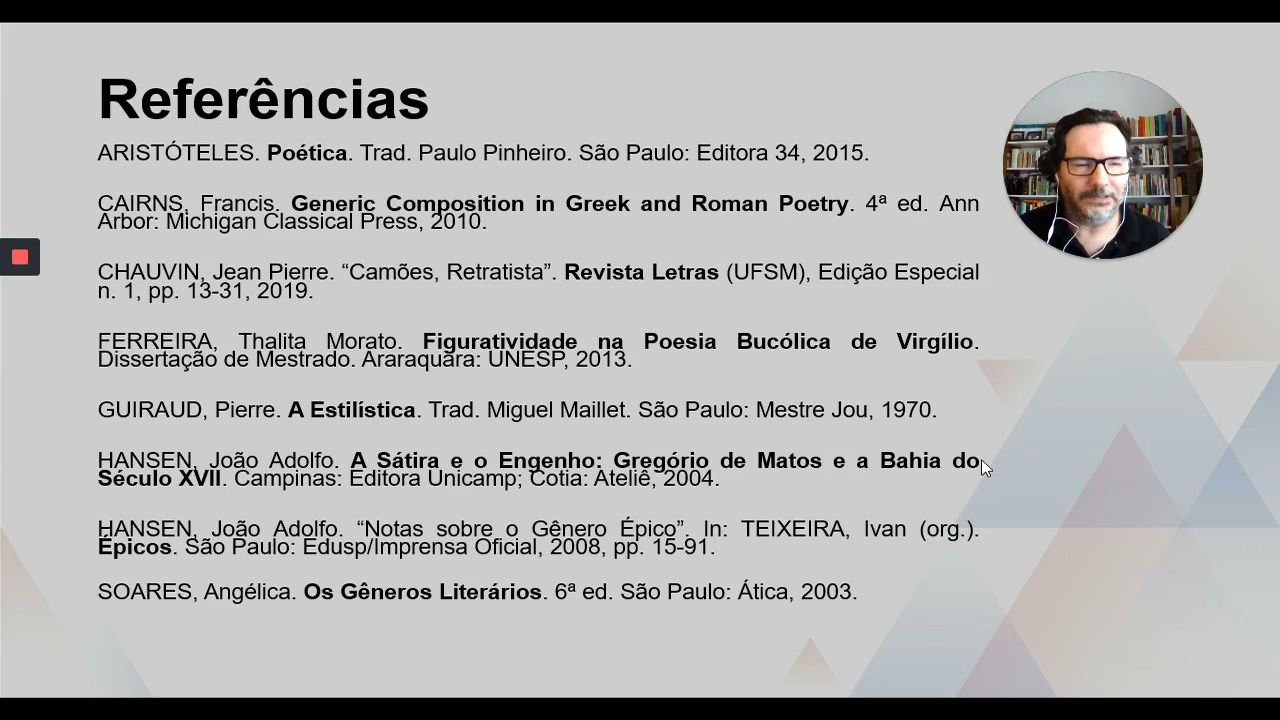 Referências
ARISTÓTELES. Poética. Trad. Paulo Pinheiro. São Paulo: Editora 34, 2015.
CAIRNS, Francis. Generic Composition in Greek and Roman Poetry. 4ª ed. Ann
Arbor: Michigan Classical Press, 2010.
CHAUVIN, Jean Pierre. “Camões, Retratista”. Revista Letras (UFSM), Edição Especial
n. 1, pp. 13-31, 2019.
FERREIRA, Thalita Morato. Figuratividade na Poesia Bucólica de Virgílio.
Dissertação de Mestrado. Araraquara: UNESP, 2013.
GUIRAUD, Pierre. A Estilística. Trad. Miguel Maillet. São Paulo: Mestre Jou, 1970.
HANSEN, João Adolfo. A Sátira e o Engenho: Gregório de Matos e a Bahia do
Século XVII. Campinas: Editora Unicamp; Cotia: Ateliê, 2004.
HANSEN, João Adolfo. “Notas sobre o Gênero Épico”. In: TEIXEIRA, Ivan (org.).
Épicos. São Paulo: Edusp/Imprensa Oficial, 2008, pp. 15-91.
SOARES, Angélica. Os Gêneros Literários. 6ª ed. São Paulo: Ática, 2003.